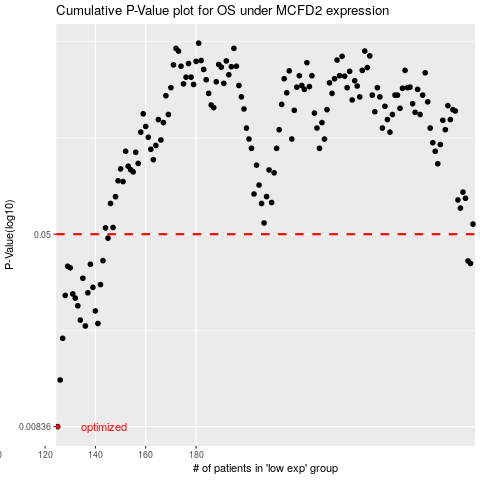 Cumulative P-Value plot for OS under MCFD2 expression
P-Value(log10)
0.05
0.00836
optimized
0 120 140 160 180
# of patients in 'low exp' group